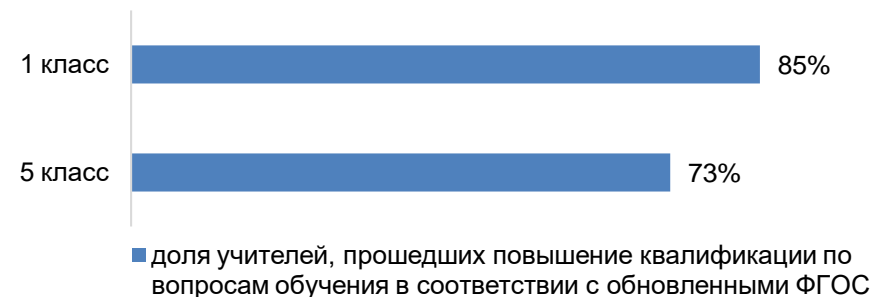 1 класс
85%
5 класс
73%
доля учителей, прошедших повышение квалификации по
вопросам обучения в соответствии с обновленными ФГОС